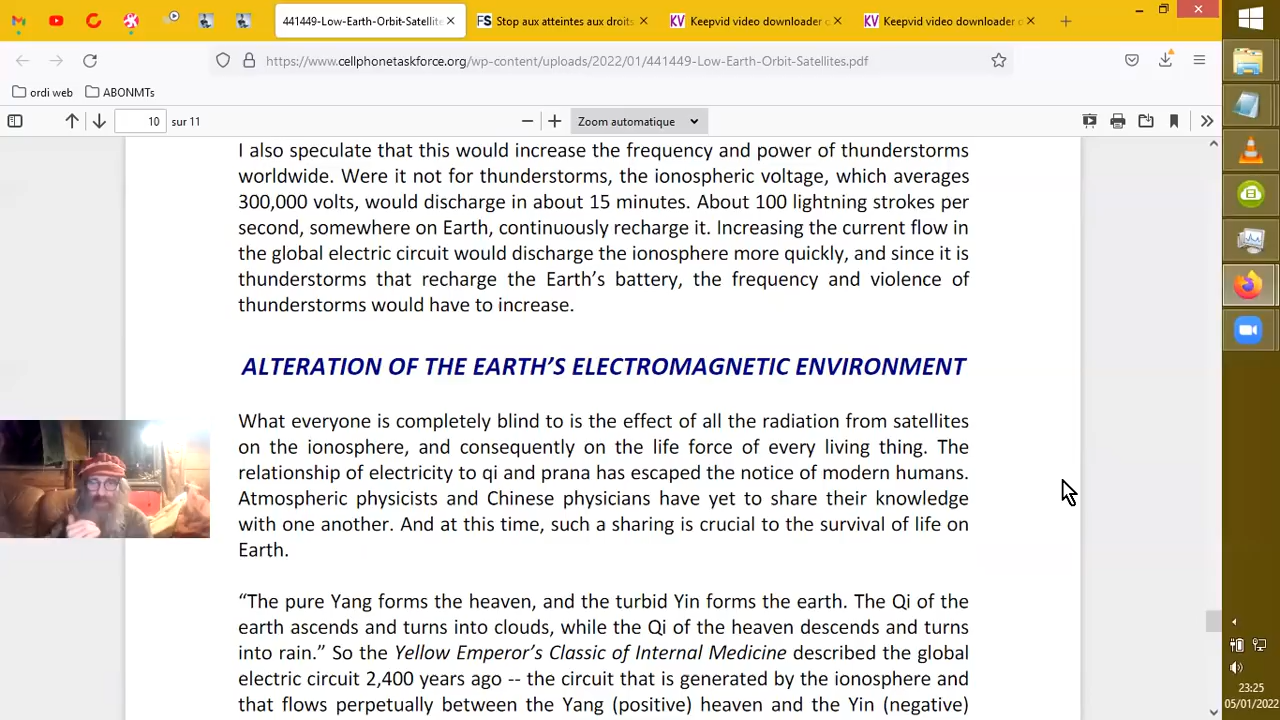 441449-Low-Earth-Orbit-Satellite
Stop aux atteintes aux droits
Keepvid video downloader
Keepvid video downloader
https://www.cellphonetaskforce.org/wp-content/uploads/2022/01/441449-Low-Earth-Orbit-Satellites.pdf
ordi web
ABONMTs
10 sur 11
Zoom automatique
I also speculate that this would increase the frequency and power of thunderstorms
worldwide. Were it not for thunderstorms, the ionospheric voltage, which averages
300,000 volts, would discharge in about 15 minutes. About 100 lightning strokes per
second, somewhere on Earth, continuously recharge it. Increasing the current flow in
the global electric circuit would discharge the ionosphere more quickly, and since it is
thunderstorms that recharge the Earth’s battery, the frequency and violence of
thunderstorms would have to increase.
ALTERATION OF THE EARTH’S ELECTROMAGNETIC ENVIRONMENT
What everyone is completely blind to is the effect of all the radiation from satellites
on the ionosphere, and consequently on the life force of every living thing. The
relationship of electricity to qi and prana has escaped the notice of modern humans.
Atmospheric physicists and Chinese physicians have yet to share their knowledge
with one another. And at this time, such a sharing is crucial to the survival of life on
Earth.
“The pure Yang forms the heaven, and the turbid Yin forms the earth. The Qi of the
earth ascends and turns into clouds, while the Qi of the heaven descends and turns
into rain.” So the Yellow Emperor’s Classic of Internal Medicine described the global
electric circuit 2,400 years ago -- the circuit that is generated by the ionosphere and
that flows perpetually between the Yang (positive) heaven and the Yin (negative)
23:25
05/01/2022